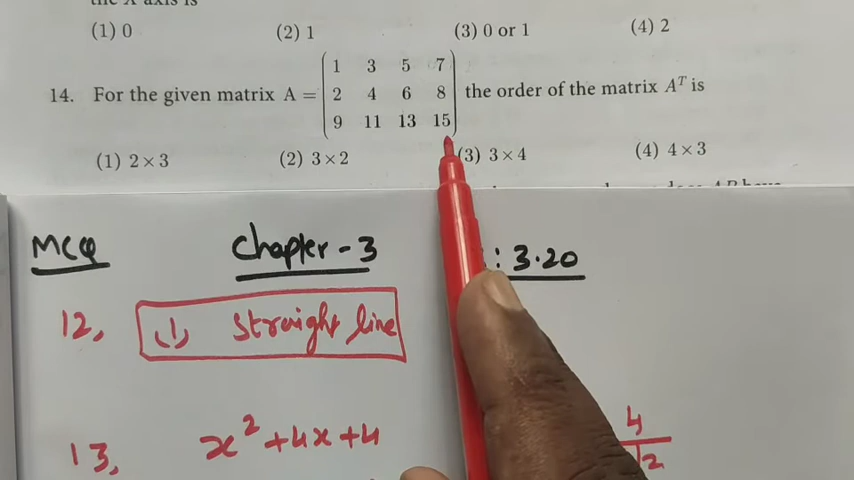 (1) 0 (2) 1 (3) 0 or 1 (4) 2
14. For the given matrix A = ( 1 3 5 7 the order of the matrix Aᵀ is
2 4 6 8
9 11 13 15 )
(1) 2 × 3 (2) 3 × 2 (3) 3 × 4 (4) 4 × 3
MCQ Chapter - 3 : 3.20
12, (1) Straight line
13, x² + 4x + 4 4